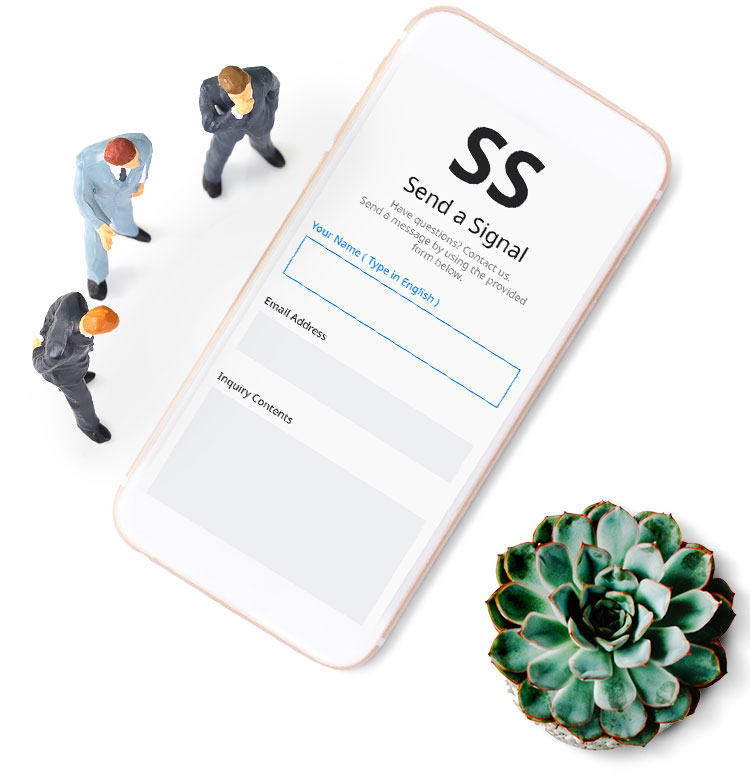 SS
Send a Signal
Have questions? Contact us.
Send a message by using the provided
form below.
Your Name ( Type in English )
Email Address
Inquiry Contents